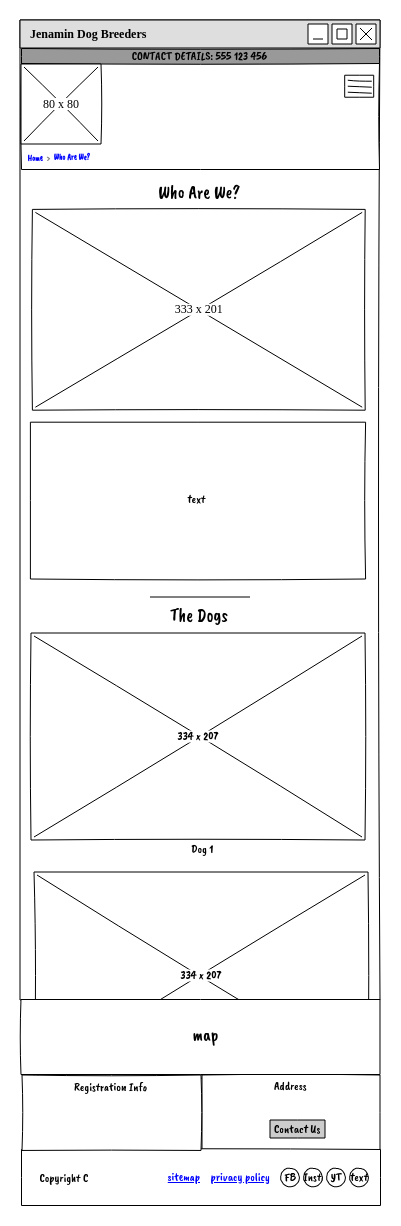 Jenamin Dog Breeders
CONTACT DETAILS: 555 123 456
80 x 80
Home > Who Are We?
Who Are We?
333 x 201
text
The Dogs
334 x 207
Dog 1
334 x 207
map
Registration Info
Address
Contact Us
Copyright C
sitemap privacy policy FB Inst YT text